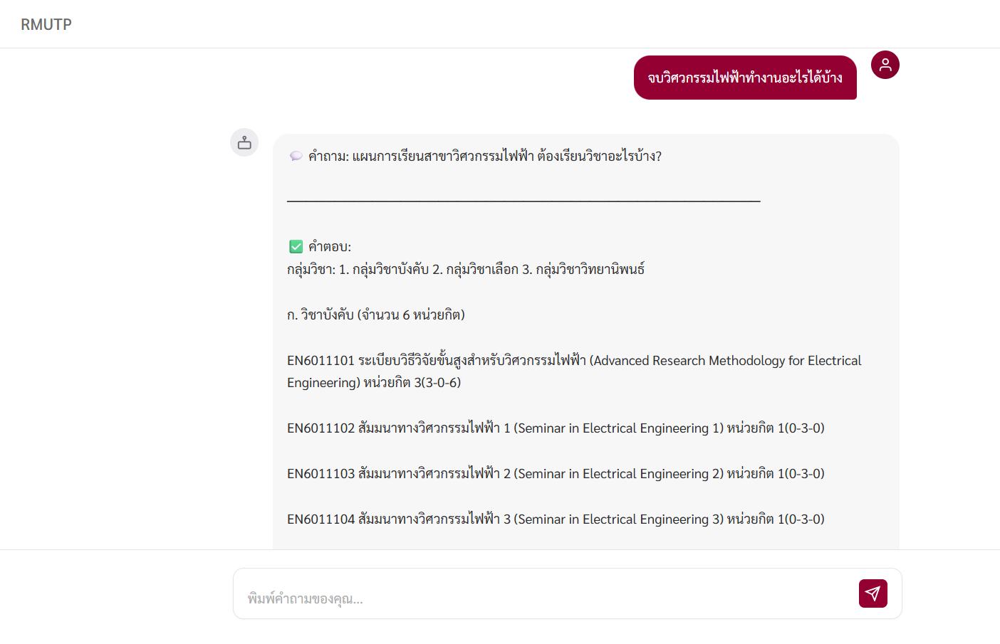 RMUTP
จบวิศวกรรมไฟฟ้าทำงานอะไรได้บ้าง
💬 คำถาม: แผนการเรียนสาขาวิศวกรรมไฟฟ้า ต้องเรียนวิชาอะไรบ้าง?
✅ คำตอบ:
กลุ่มวิชา: 1. กลุ่มวิชาบังคับ 2. กลุ่มวิชาเลือก 3. กลุ่มวิชาวิทยานิพนธ์
ก. วิชาบังคับ (จำนวน 6 หน่วยกิต)
EN6011101 ระเบียบวิธีวิจัยขั้นสูงสำหรับวิศวกรรมไฟฟ้า (Advanced Research Methodology for Electrical
Engineering) หน่วยกิต 3(3-0-6)
EN6011102 สัมมนาทางวิศวกรรมไฟฟ้า 1 (Seminar in Electrical Engineering 1) หน่วยกิต 1(0-3-0)
EN6011103 สัมมนาทางวิศวกรรมไฟฟ้า 2 (Seminar in Electrical Engineering 2) หน่วยกิต 1(0-3-0)
EN6011104 สัมมนาทางวิศวกรรมไฟฟ้า 3 (Seminar in Electrical Engineering 3) หน่วยกิต 1(0-3-0)
พิมพ์คำถามของคุณ...